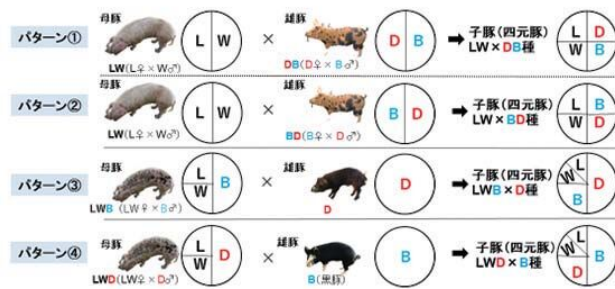 パターン①
母豚
LW(L♀×W♂)
L W
×
雄豚
DB(D♀×B♂)
D B
子豚(四元豚)
LW×DB種
L D
W B
パターン②
母豚
LW(L♀×W♂)
L W
×
雄豚
BD(B♀×D♂)
B D
子豚(四元豚)
LW×BD種
L B
W D
パターン③
母豚
LWB(LW♀×B♂)
L
W B
×
雄豚
D
D
子豚(四元豚)
LWB×D種
L
W D
B
パターン④
母豚
LWD(LW♀×D♂)
L
W D
×
雄豚
B(黒豚)
B
子豚(四元豚)
LWD×B種
L
W B
D